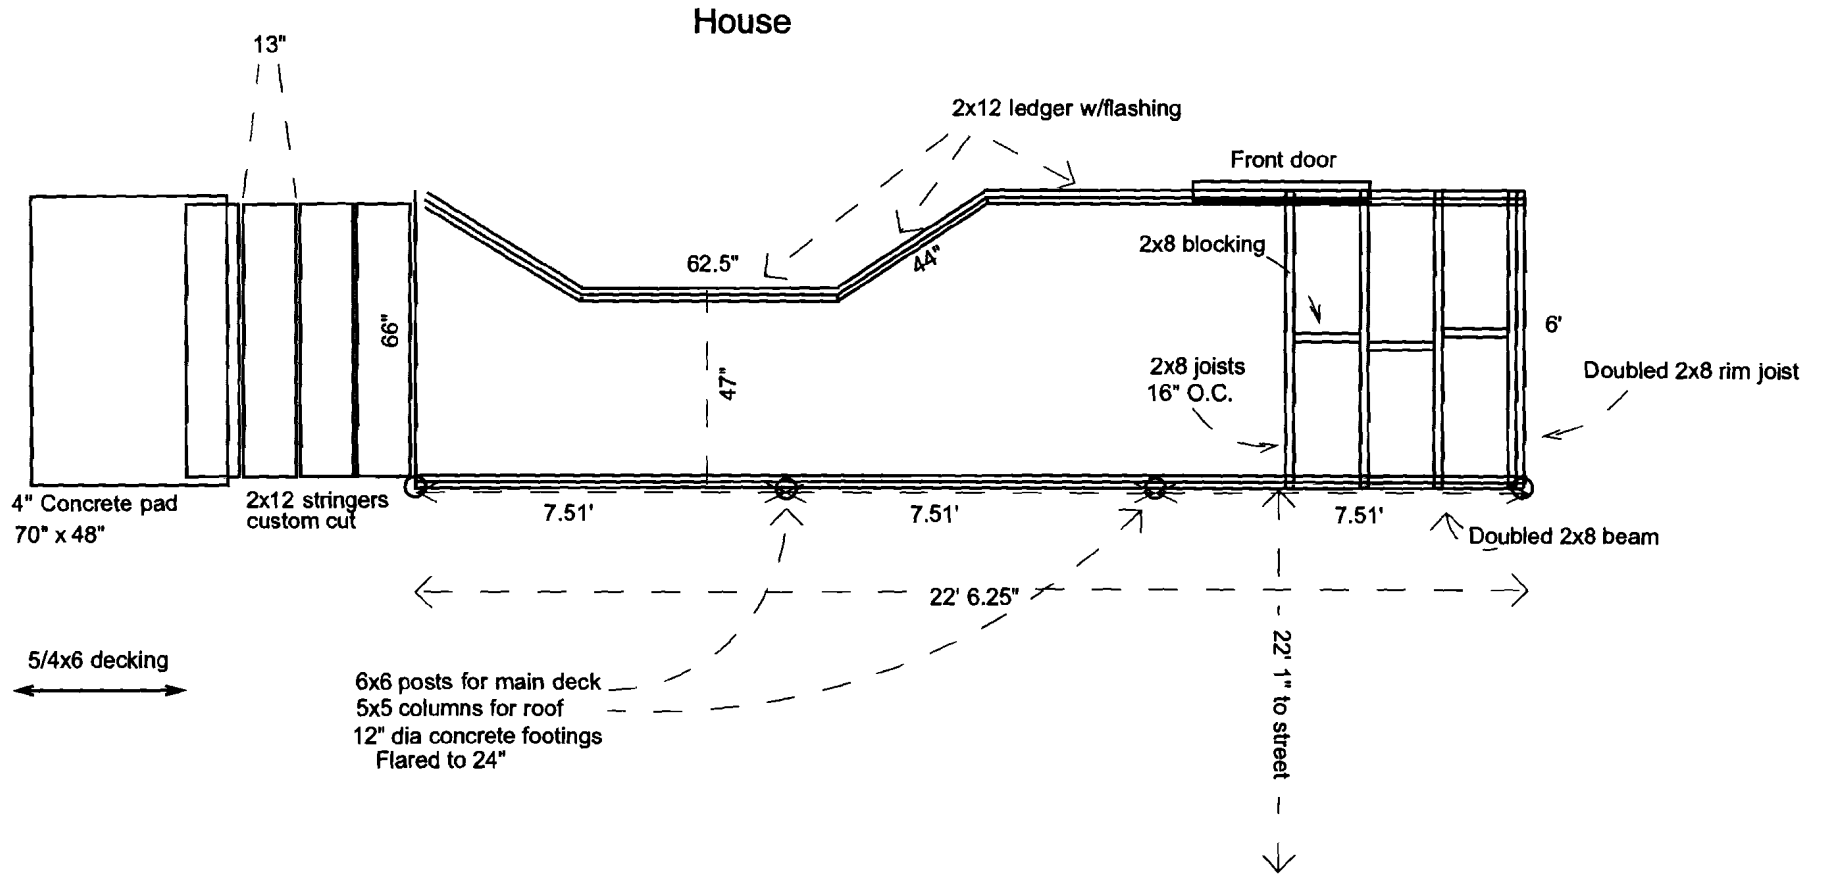 House
13"
2x12 ledger w/flashing
Front door
2x8 blocking
62.5"
44"
66"
47"
6'
2x8 joists
16" O.C.
Doubled 2x8 rim joist
4" Concrete pad
70" x 48"
2x12 stringers
custom cut
7.51'
7.51'
7.51'
Doubled 2x8 beam
22' 6.25"
22' 1" to street
5/4x6 decking
6x6 posts for main deck
5x5 columns for roof
12" dia concrete footings
Flared to 24"